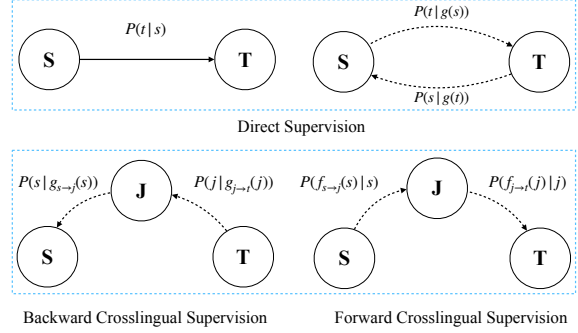 P(t | s)
P(t | g(s))
S T S T
P(s | g(t))
Direct Supervision
P(s | g_{s→j}(s)) J P(j | g_{j→t}(j)) P(f_{s→j}(s) | s) J P(f_{j→t}(j) | j)
S T S T
Backward Crosslingual Supervision Forward Crosslingual Supervision